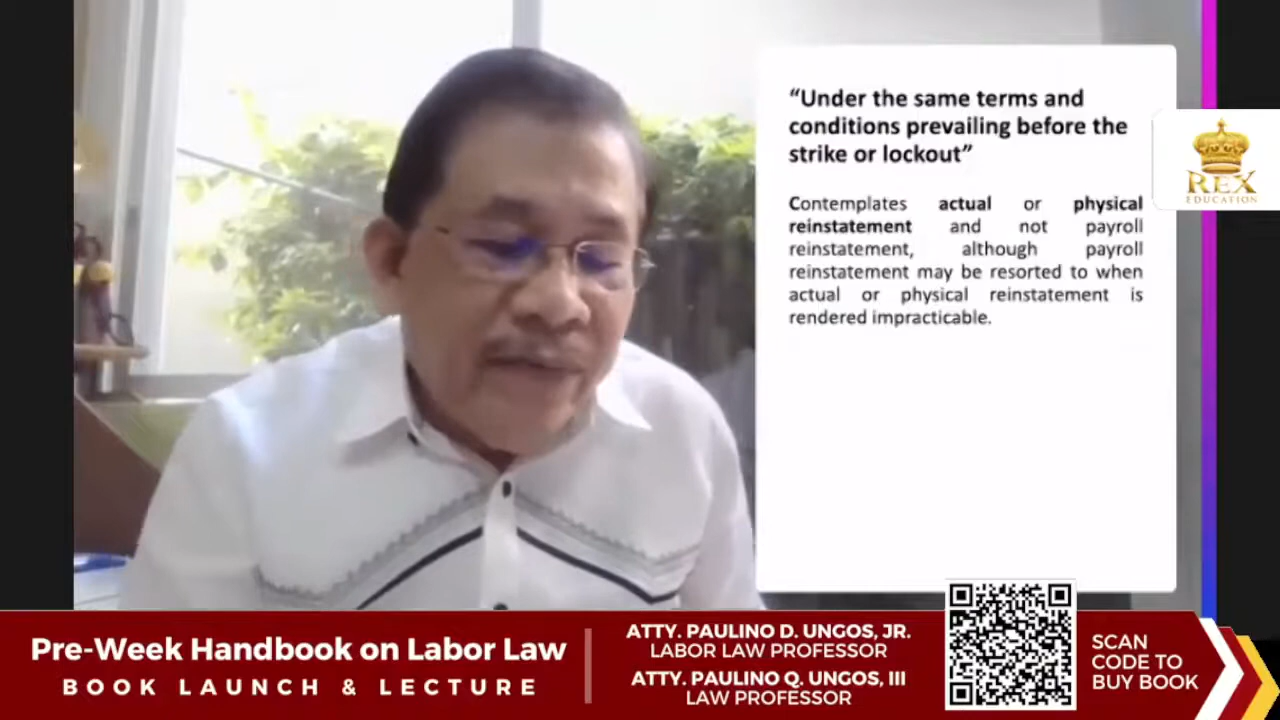 “Under the same terms and
conditions prevailing before the
strike or lockout”
Contemplates actual or physical
reinstatement and not payroll
reinstatement, although payroll
reinstatement may be resorted to when
actual or physical reinstatement is
rendered impracticable.
REX
EDUCATION
Pre-Week Handbook on Labor Law
BOOK LAUNCH & LECTURE
ATTY. PAULINO D. UNGOS, JR.
LABOR LAW PROFESSOR
ATTY. PAULINO Q. UNGOS, III
LAW PROFESSOR
SCAN
CODE TO
BUY BOOK